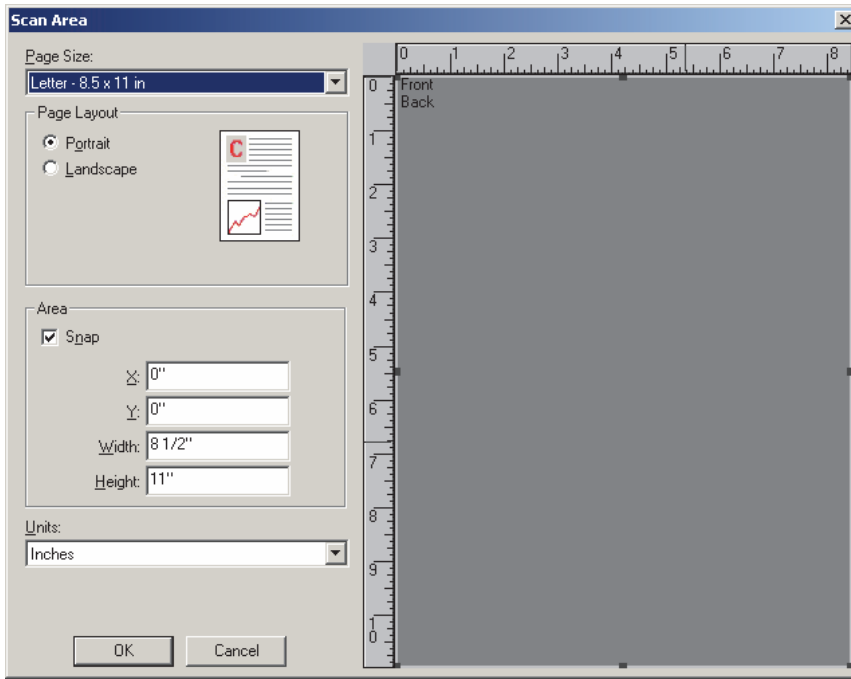 Scan Area
Page Size:
Letter - 8.5 x 11 in
Page Layout
Portrait
Landscape
C
Area
Snap
X: 0"
Y: 0"
Width: 8 1/2"
Height: 11"
Units:
Inches
OK Cancel
0 1 2 3 4 5 6 7 8
0
1
2
3
4
5
6
7
8
9
10
Front
Back